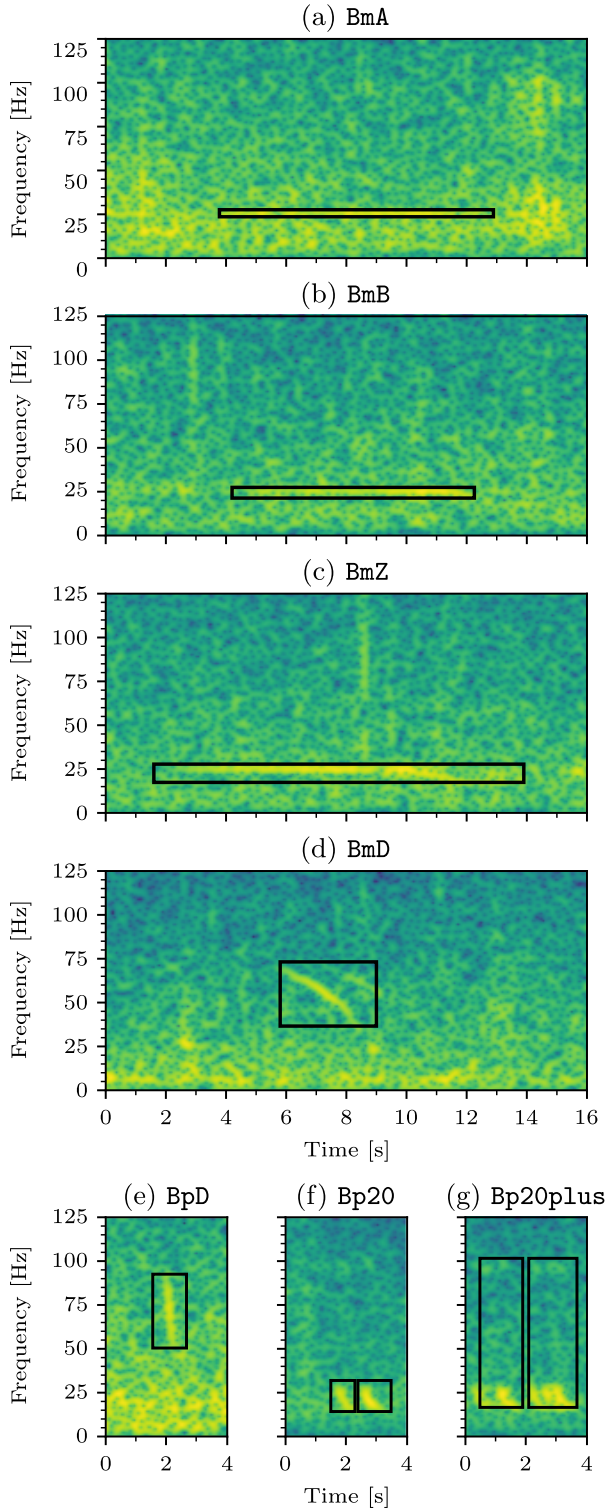 (a) BmA
125
100
75
50
25
0
Frequency [Hz]
(b) BmB
125
100
75
50
25
0
Frequency [Hz]
(c) BmZ
125
100
75
50
25
0
Frequency [Hz]
(d) BmD
125
100
75
50
25
0
Frequency [Hz]
0 2 4 6 8 10 12 14 16
Time [s]
(e) BpD (f) Bp20 (g) Bp20plus
125
100
75
50
25
0
Frequency [Hz]
0 4 0 2 4 0 2 4
Time [s] Time [s]